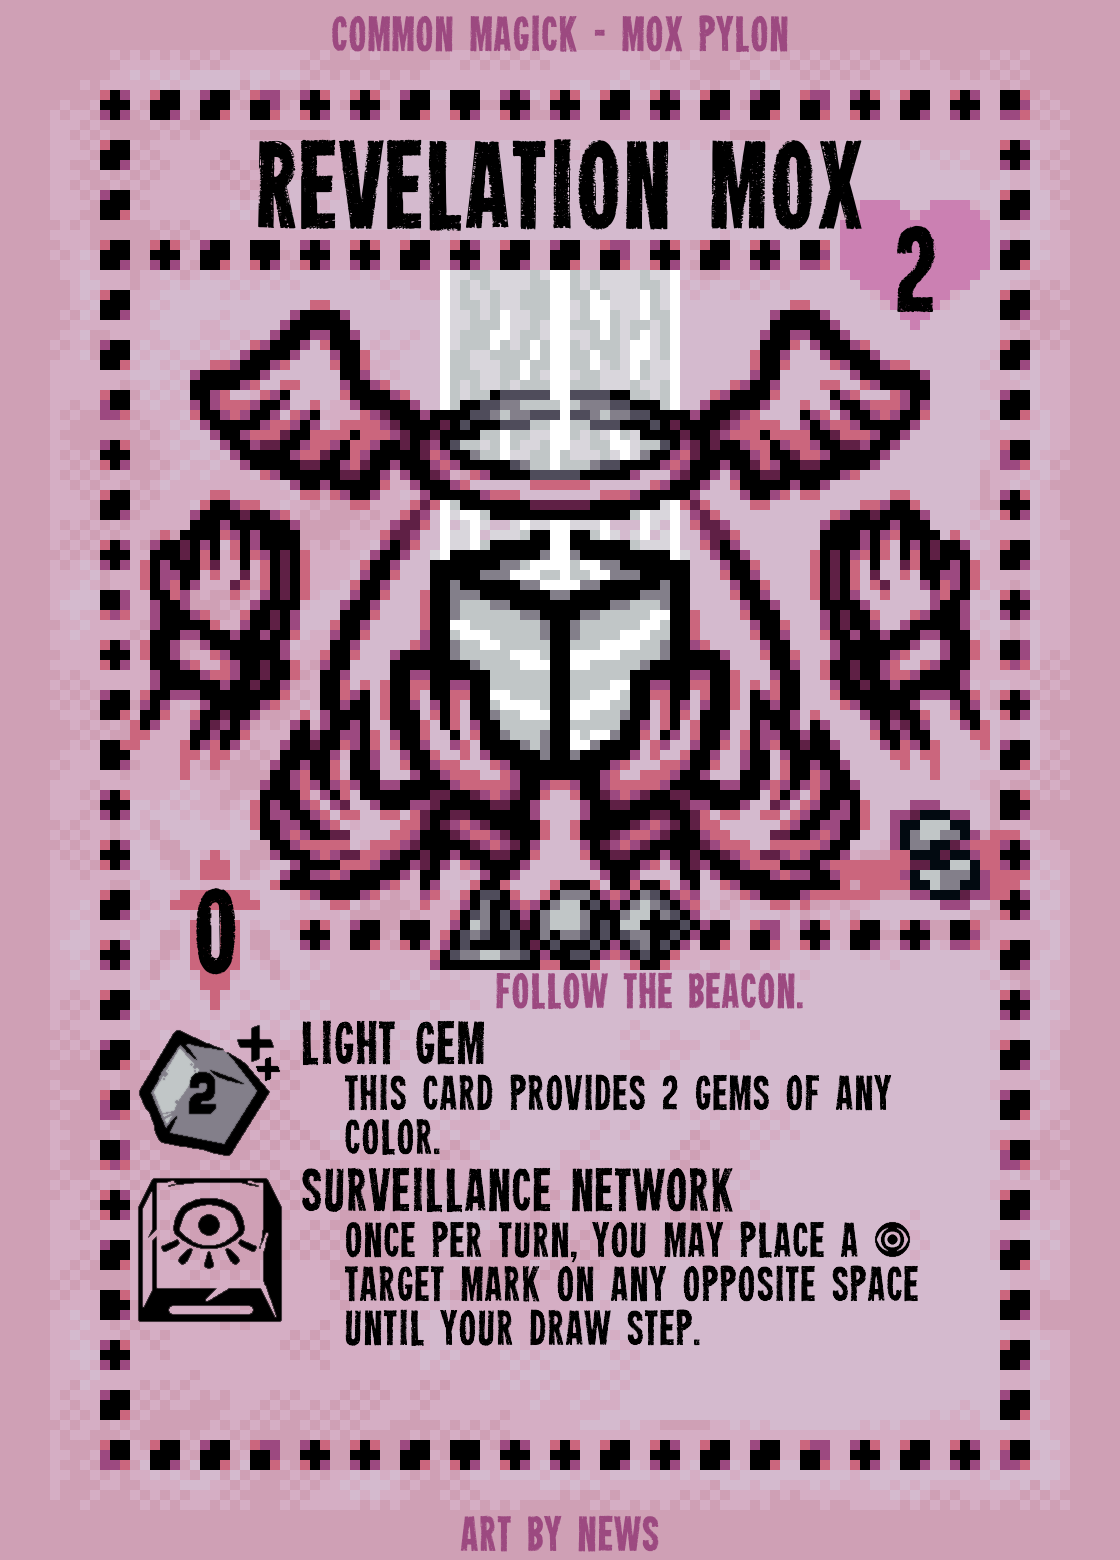 COMMON MAGICK - MOX PYLON
REVELATION MOX
2
0
FOLLOW THE BEACON.
LIGHT GEM
2
THIS CARD PROVIDES 2 GEMS OF ANY
COLOR.
SURVEILLANCE NETWORK
ONCE PER TURN, YOU MAY PLACE A
TARGET MARK ON ANY OPPOSITE SPACE
UNTIL YOUR DRAW STEP.
ART BY NEWS